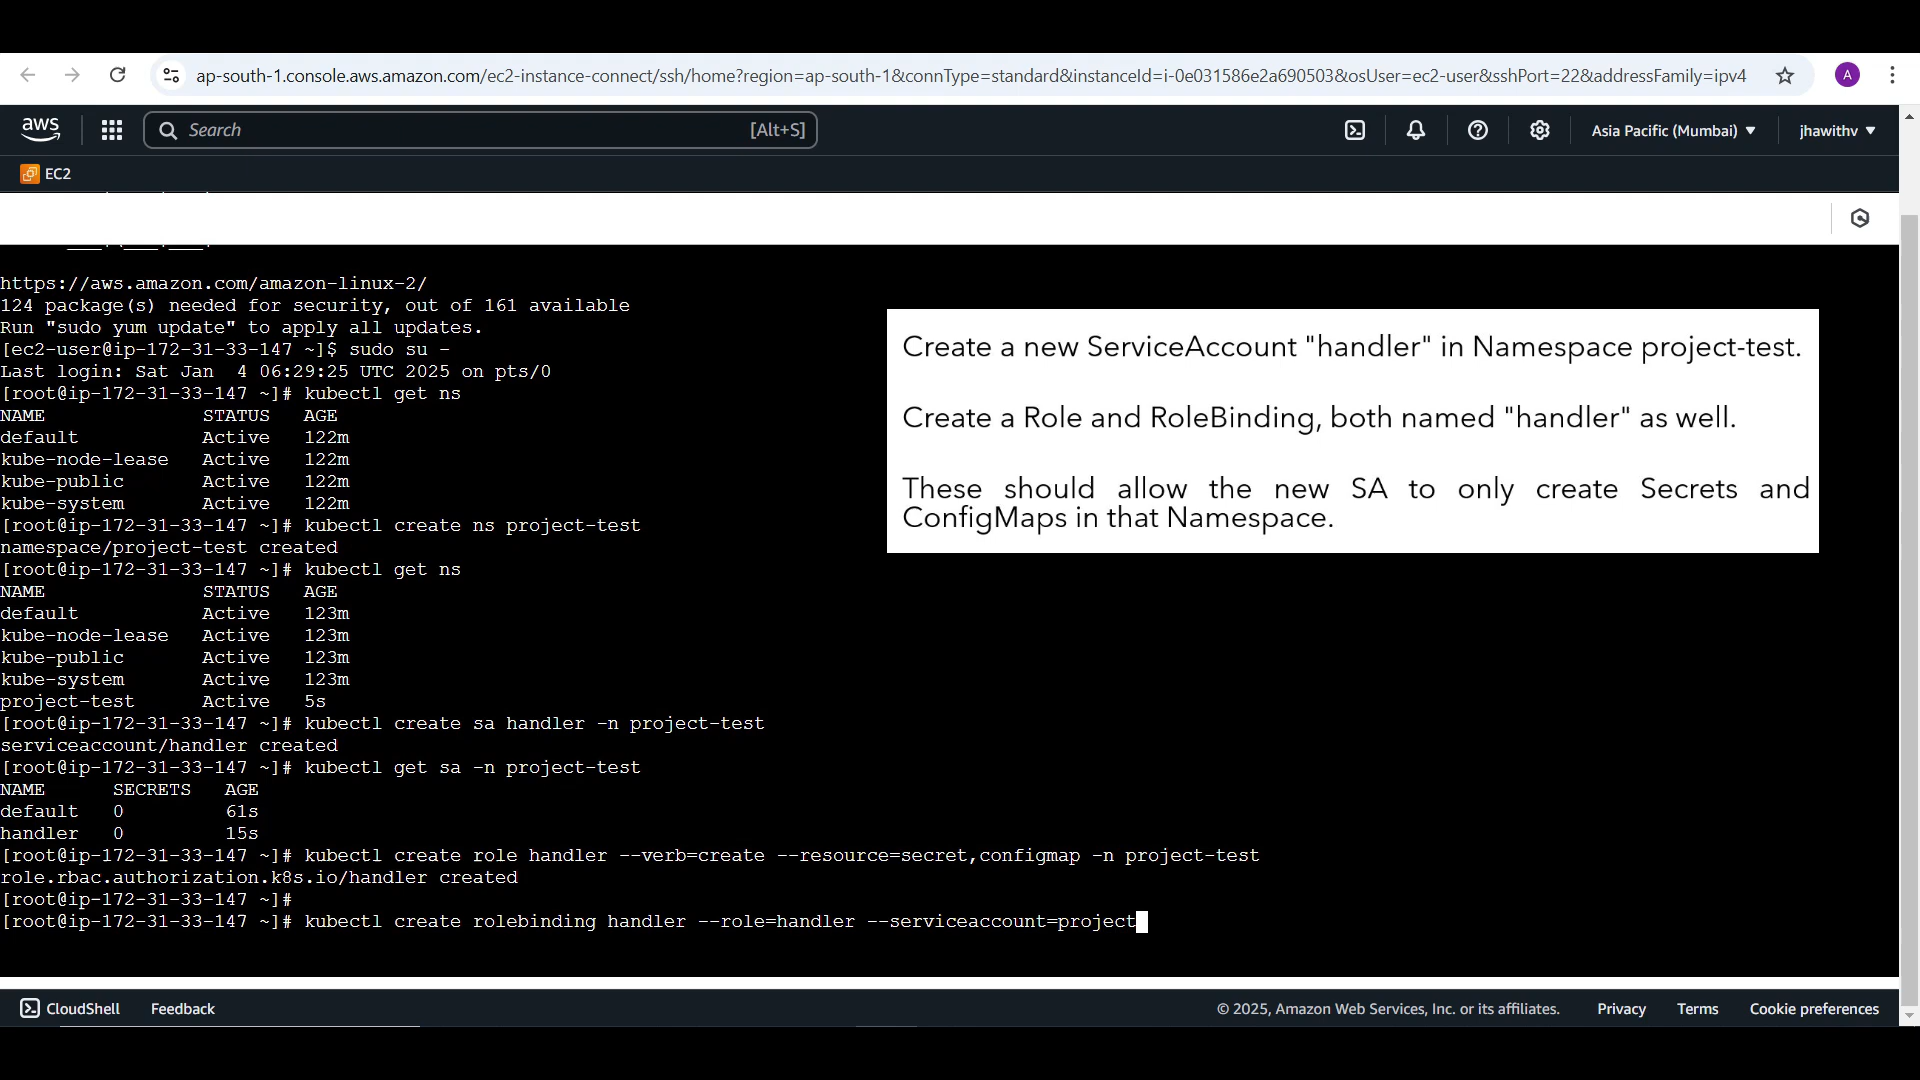 ap-south-1.console.aws.amazon.com/ec2-instance-connect/ssh/home?region=ap-south-1&connType=standard&instanceId=i-0e031586e2a690503&osUser=ec2-user&sshPort=22&addressFamily=ipv4
A
aws
Search
[Alt+S]
Asia Pacific (Mumbai)
jhawithv
EC2
https://aws.amazon.com/amazon-linux-2/
124 package(s) needed for security, out of 161 available
Run "sudo yum update" to apply all updates.
[ec2-user@ip-172-31-33-147 ~]$ sudo su -
Last login: Sat Jan  4 06:29:25 UTC 2025 on pts/0
[root@ip-172-31-33-147 ~]# kubectl get ns
NAME              STATUS   AGE
default           Active   122m
kube-node-lease   Active   122m
kube-public       Active   122m
kube-system       Active   122m
[root@ip-172-31-33-147 ~]# kubectl create ns project-test
namespace/project-test created
[root@ip-172-31-33-147 ~]# kubectl get ns
NAME              STATUS   AGE
default           Active   123m
kube-node-lease   Active   123m
kube-public       Active   123m
kube-system       Active   123m
project-test      Active   5s
[root@ip-172-31-33-147 ~]# kubectl create sa handler -n project-test
serviceaccount/handler created
[root@ip-172-31-33-147 ~]# kubectl get sa -n project-test
NAME      SECRETS   AGE
default   0         61s
handler   0         15s
[root@ip-172-31-33-147 ~]# kubectl create role handler --verb=create --resource=secret,configmap -n project-test
role.rbac.authorization.k8s.io/handler created
[root@ip-172-31-33-147 ~]#
[root@ip-172-31-33-147 ~]# kubectl create rolebinding handler --role=handler --serviceaccount=project
Create a new ServiceAccount "handler" in Namespace project-test.
Create a Role and RoleBinding, both named "handler" as well.
These should allow the new SA to only create Secrets and
ConfigMaps in that Namespace.
CloudShell
Feedback
© 2025, Amazon Web Services, Inc. or its affiliates.
Privacy
Terms
Cookie preferences